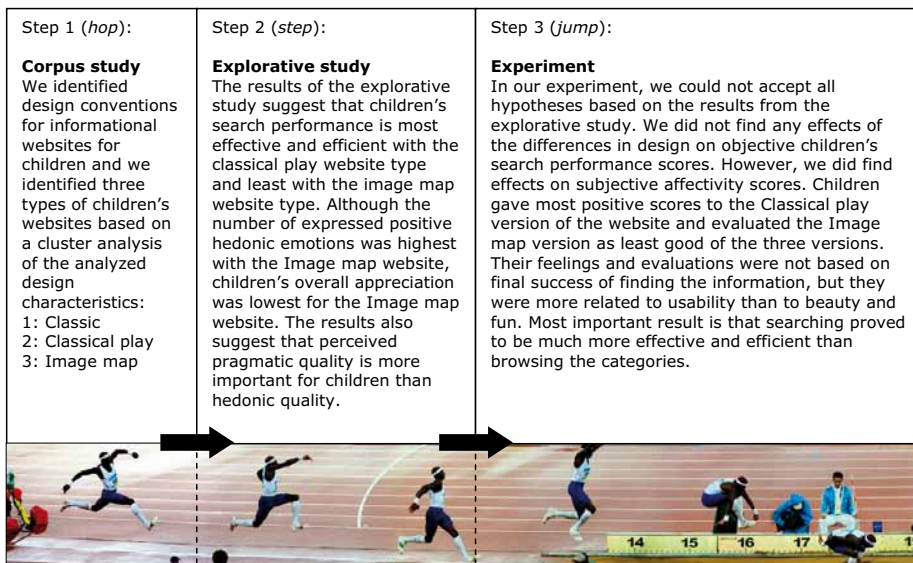 Step 1 (hop):
Corpus study
We identified
design conventions
for informational
websites for
children and we
identified three
types of children's
websites based on
a cluster analysis
of the analyzed
design
characteristics:
1: Classic
2: Classical play
3: Image map
Step 2 (step):
Explorative study
The results of the explorative
study suggest that children's
search performance is most
effective and efficient with the
classical play website type
and least with the image map
website type. Although the
number of expressed positive
hedonic emotions was highest
with the Image map website,
children's overall appreciation
was lowest for the Image map
website. The results also
suggest that perceived
pragmatic quality is more
important for children than
hedonic quality.
Step 3 (jump):
Experiment
In our experiment, we could not accept all
hypotheses based on the results from the
explorative study. We did not find any effects of
the differences in design on objective children's
search performance scores. However, we did find
effects on subjective affectivity scores. Children
gave most positive scores to the Classical play
version of the website and evaluated the Image
map version as least good of the three versions.
Their feelings and evaluations were not based on
final success of finding the information, but they
were more related to usability than to beauty and
fun. Most important result is that searching proved
to be much more effective and efficient than
browsing the categories.
14 15 16 17